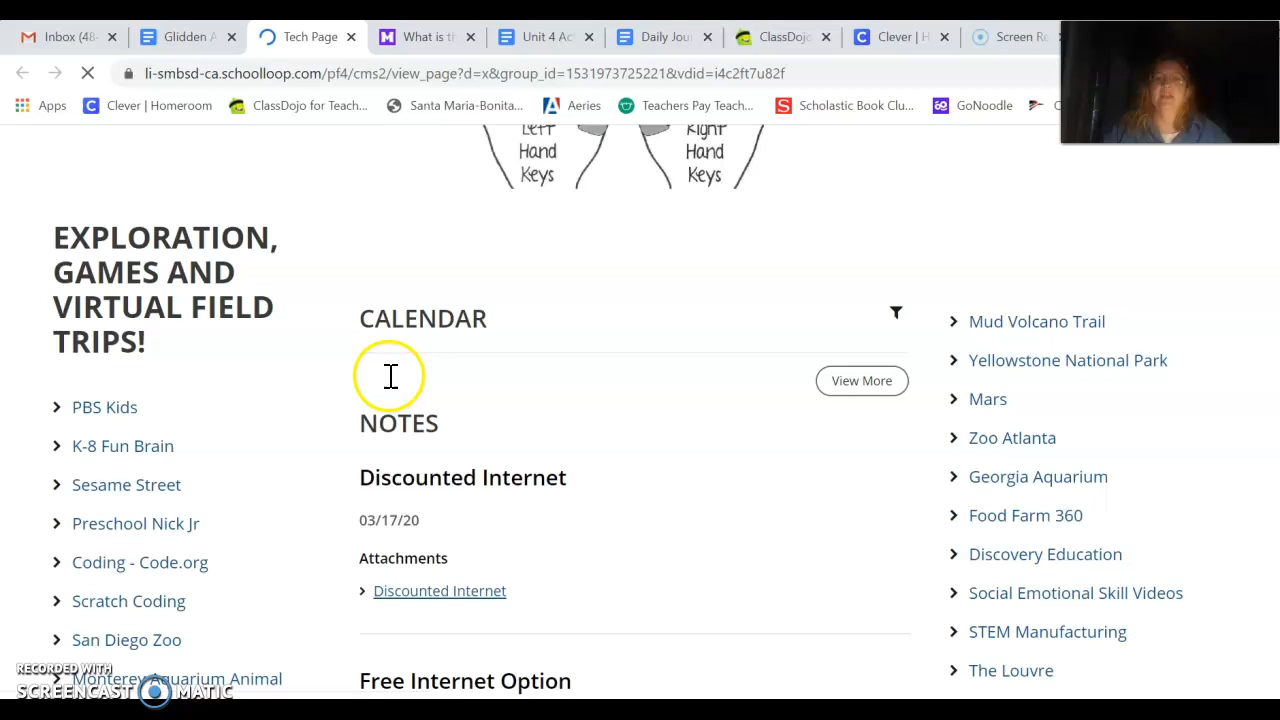 Inbox (48
Glidden A
Tech Page
What is th
Unit 4 Act
Daily Jour
ClassDojo
Clever | H
Screen Re
li-smbsd-ca.schoolloop.com/pf4/cms2/view_page?d=x&group_id=1531973725221&vdid=i4c2ft7u82f
Apps
Clever | Homeroom
ClassDojo for Teach...
Santa Maria-Bonita...
Aeries
Teachers Pay Teach...
Scholastic Book Clu...
GoNoodle
Left
Hand
Keys
Right
Hand
Keys
EXPLORATION,
GAMES AND
VIRTUAL FIELD
TRIPS!
PBS Kids
K-8 Fun Brain
Sesame Street
Preschool Nick Jr
Coding - Code.org
Scratch Coding
San Diego Zoo
Monterey Aquarium Animal
CALENDAR
View More
NOTES
Discounted Internet
03/17/20
Attachments
Discounted Internet
Free Internet Option
Mud Volcano Trail
Yellowstone National Park
Mars
Zoo Atlanta
Georgia Aquarium
Food Farm 360
Discovery Education
Social Emotional Skill Videos
STEM Manufacturing
The Louvre
RECORDED WITH
SCREENCAST MATIC